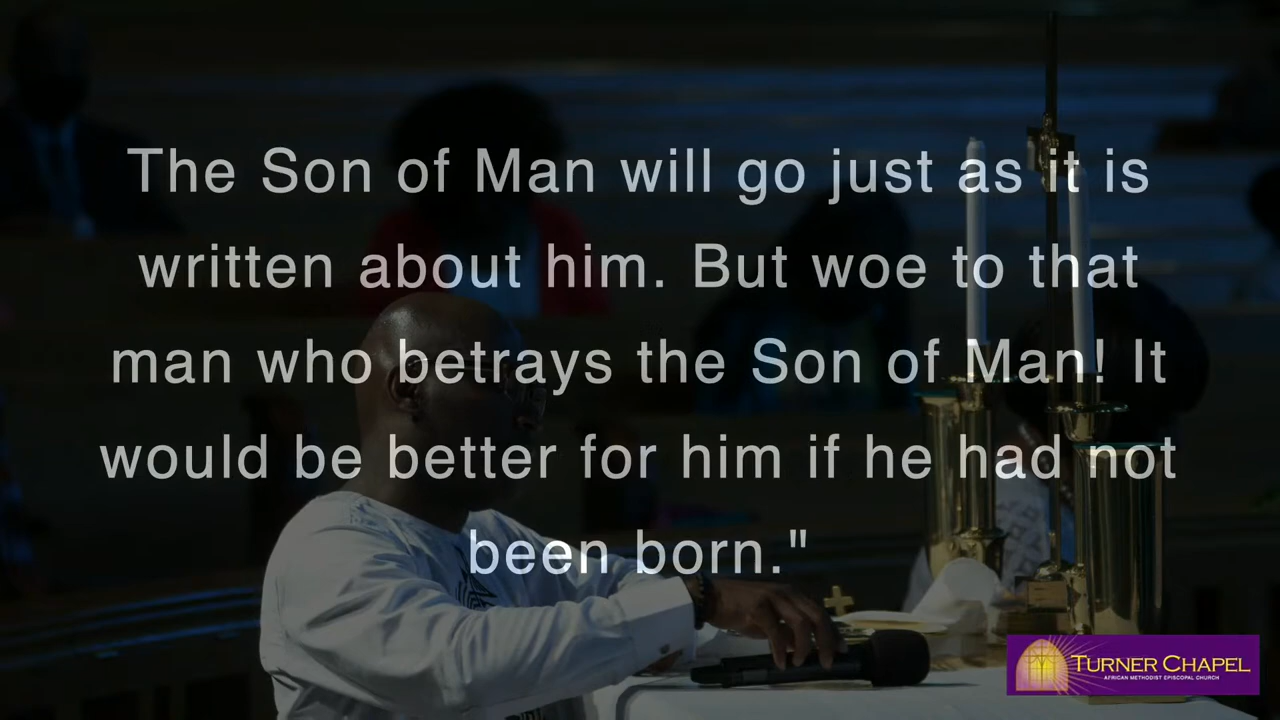 The Son of Man will go just as it is
written about him. But woe to that
man who betrays the Son of Man! It
would be better for him if he had not
been born."
TURNER CHAPEL
AFRICAN METHODIST EPISCOPAL CHURCH